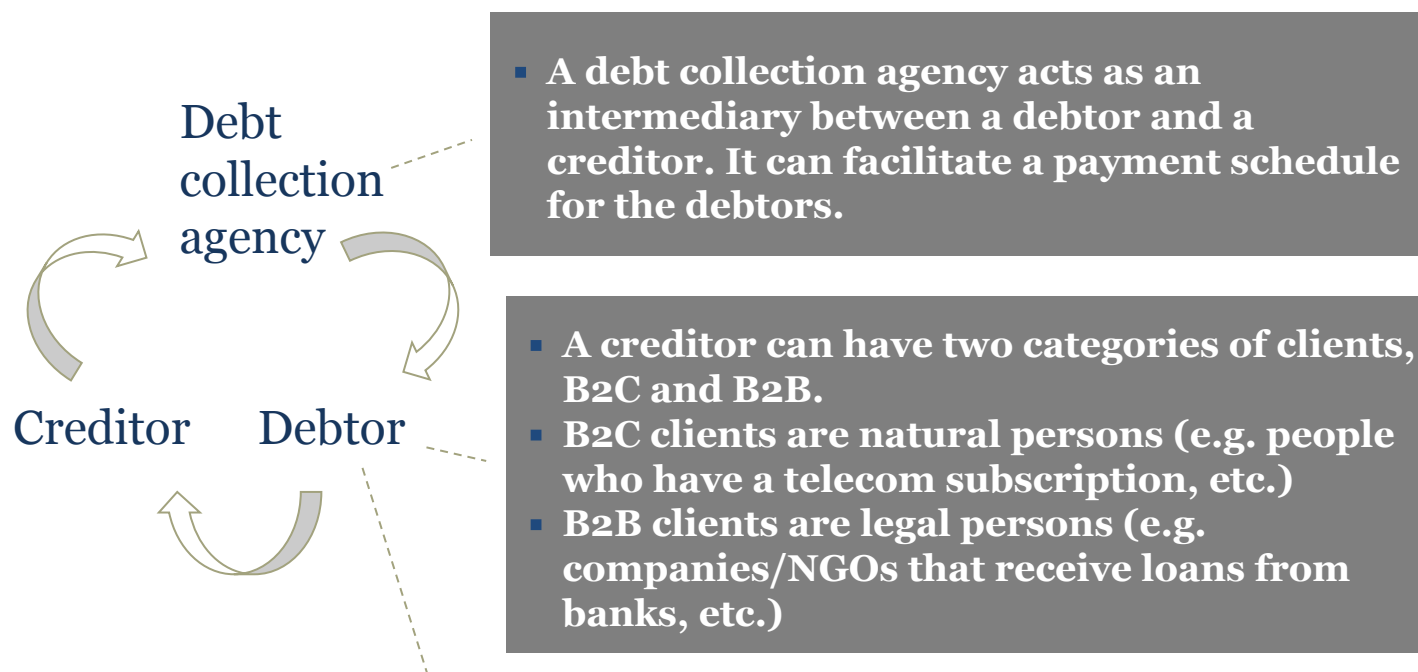 Debt
collection
agency
▪ A debt collection agency acts as an
intermediary between a debtor and a
creditor. It can facilitate a payment schedule
for the debtors.
Creditor
Debtor
▪ A creditor can have two categories of clients,
B2C and B2B.
▪ B2C clients are natural persons (e.g. people
who have a telecom subscription, etc.)
▪ B2B clients are legal persons (e.g.
companies/NGOs that receive loans from
banks, etc.)